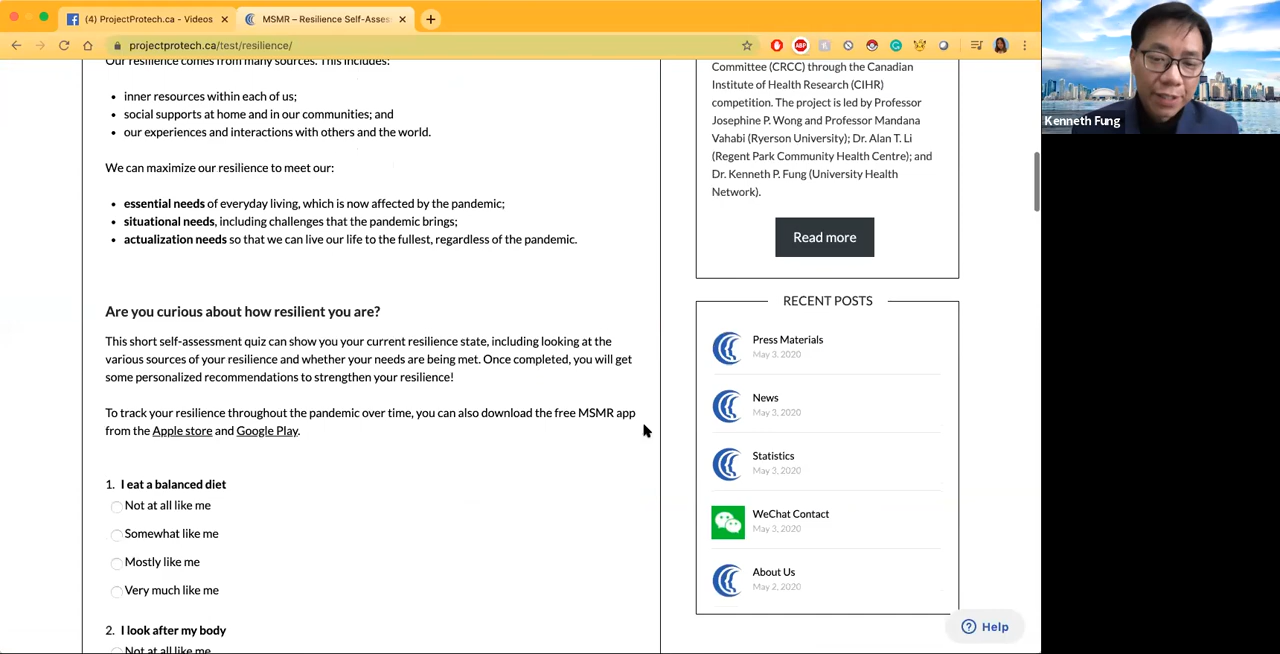 (4) ProjectProtech.ca - Videos
MSMR – Resilience Self-Asses
projectprotech.ca/test/resilience/
ABP
Our resilience comes from many sources. This includes:
inner resources within each of us;
social supports at home and in our communities; and
our experiences and interactions with others and the world.
We can maximize our resilience to meet our:
essential needs of everyday living, which is now affected by the pandemic;
situational needs, including challenges that the pandemic brings;
actualization needs so that we can live our life to the fullest, regardless of the pandemic.
Are you curious about how resilient you are?
This short self-assessment quiz can show you your current resilience state, including looking at the
various sources of your resilience and whether your needs are being met. Once completed, you will get
some personalized recommendations to strengthen your resilience!
To track your resilience throughout the pandemic over time, you can also download the free MSMR app
from the Apple store and Google Play.
1. I eat a balanced diet
Not at all like me
Somewhat like me
Mostly like me
Very much like me
2. I look after my body
Not at all like me
Committee (CRCC) through the Canadian
Institute of Health Research (CIHR)
competition. The project is led by Professor
Josephine P. Wong and Professor Mandana
Vahabi (Ryerson University); Dr. Alan T. Li
(Regent Park Community Health Centre); and
Dr. Kenneth P. Fung (University Health
Network).
Read more
RECENT POSTS
Press Materials
May 3, 2020
News
May 3, 2020
Statistics
May 3, 2020
WeChat Contact
May 3, 2020
About Us
May 2, 2020
Help
Kenneth Fung